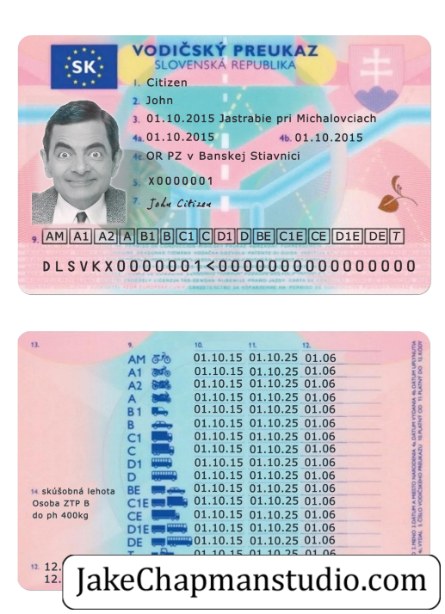 SK
VODIČSKÝ PREUKAZ
SLOVENSKÁ REPUBLIKA
1. Citizen
2. John
3. 01.10.2015 Jastrabie pri Michalovciach
4a. 01.10.2015 4b. 01.10.2015
4c. OR PZ v Banskej Stiavnici
5. X0000001
7. John Citizen
9. AM A1 A2 A B1 B C1 C D1 D BE C1E CE D1E DE T
DLSVKX0000001<0000000000000000
13. 9. 10. 11. 12.
AM 01.10.15 01.10.25 01.06
A1 01.10.15 01.10.25 01.06
A2 01.10.15 01.10.25 01.06
A 01.10.15 01.10.25 01.06
B1 01.10.15 01.10.25 01.06
B 01.10.15 01.10.25 01.06
C1 01.10.15 01.10.25 01.06
C 01.10.15 01.10.25 01.06
D1 01.10.15 01.10.25 01.06
D 01.10.15 01.10.25 01.06
BE 01.10.15 01.10.25 01.06
C1E 01.10.15 01.10.25 01.06
CE 01.10.15 01.10.25 01.06
D1E 01.10.15 01.10.25 01.06
DE 01.10.15 01.10.25 01.06
T 01.10.15 01.10.25 01.06
14 skúšobná lehota
Osoba ZTP B
do ph 400kg
12. 12.
12.
JakeChapmanstudio.com